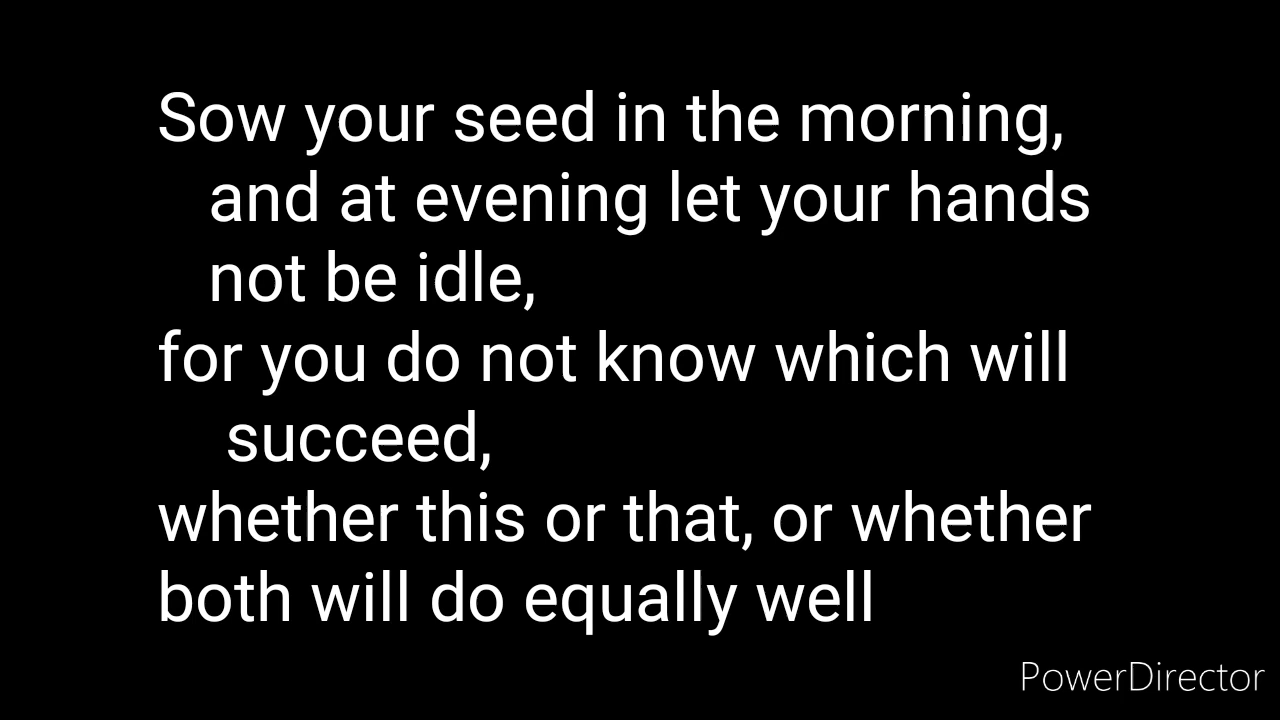 Sow your seed in the morning,
and at evening let your hands
not be idle,
for you do not know which will
succeed,
whether this or that, or whether
both will do equally well
PowerDirector